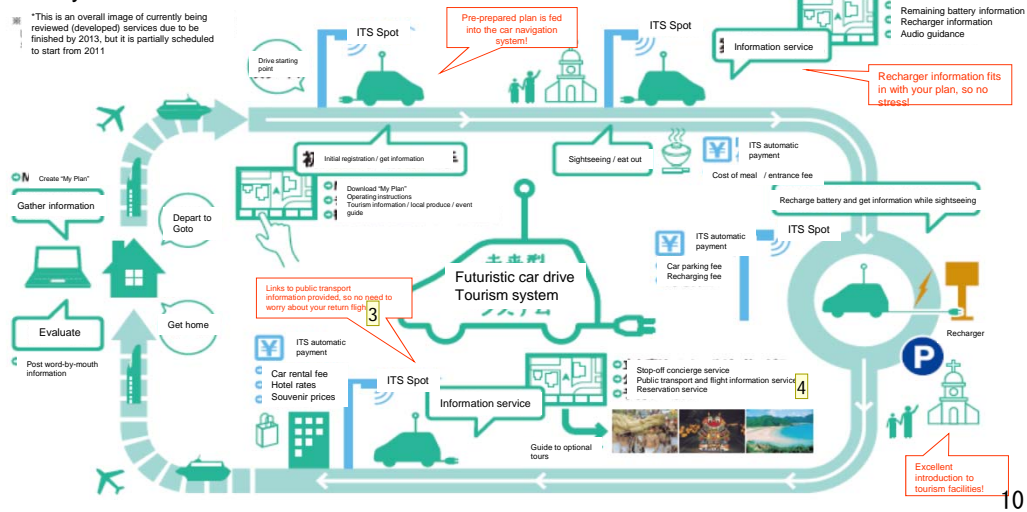 *This is an overall image of currently being
reviewed (developed) services due to be
finished by 2013, but it is partially scheduled
to start from 2011
Drive starting
point
ITS Spot
Pre-prepared plan is fed
into the car navigation
system!
ITS Spot
Information service
Remaining battery information
Recharger information
Audio guidance
Recharger information fits
in with your plan, so no
stress!
Initial registration / get information
Sightseeing / eat out
ITS automatic
payment
Cost of meal / entrance fee
Create “My Plan”
Gather information
Depart to
Goto
Download “My Plan”
Operating instructions
Tourism information / local produce / event
guide
Recharge battery and get information while sightseeing
ITS Spot
ITS automatic
payment
Car parking fee
Recharging fee
未来型
Futuristic car drive
Tourism system
Links to public transport
information provided, so no need to
worry about your return flight
3
Get home
Evaluate
Post word-by-mouth
information
ITS automatic
payment
Car rental fee
Hotel rates
Souvenir prices
ITS Spot
Information service
Stop-off concierge service
Public transport and flight information service
Reservation service
4
Guide to optional
tours
Recharger
P
Excellent
introduction to
tourism facilities!
10